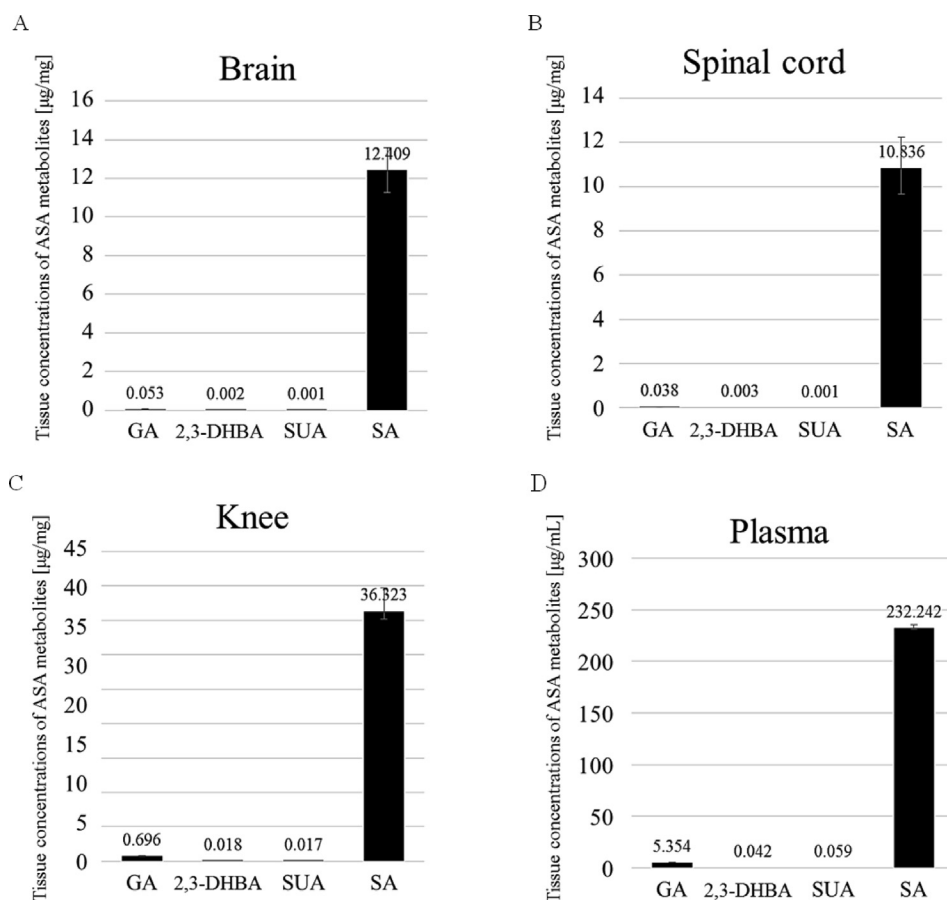 A
Brain
Tissue concentrations of ASA metabolites [µg/mg]
16
14
12
10
8
6
4
2
0
12.409
0.053 0.002 0.001
GA 2,3-DHBA SUA SA
B
Spinal cord
Tissue concentrations of ASA metabolites [µg/mg]
14
12
10
8
6
4
2
0
10.836
0.038 0.003 0.001
GA 2,3-DHBA SUA SA
C
Knee
Tissue concentrations of ASA metabolites [µg/mg]
45
40
35
30
20
15
10
5
0
36.323
0.696 0.018 0.017
GA 2,3-DHBA SUA SA
D
Plasma
Tissue concentrations of ASA metabolites [µg/mL]
300
250
200
150
100
50
0
232.242
5.354 0.042 0.059
GA 2,3-DHBA SUA SA